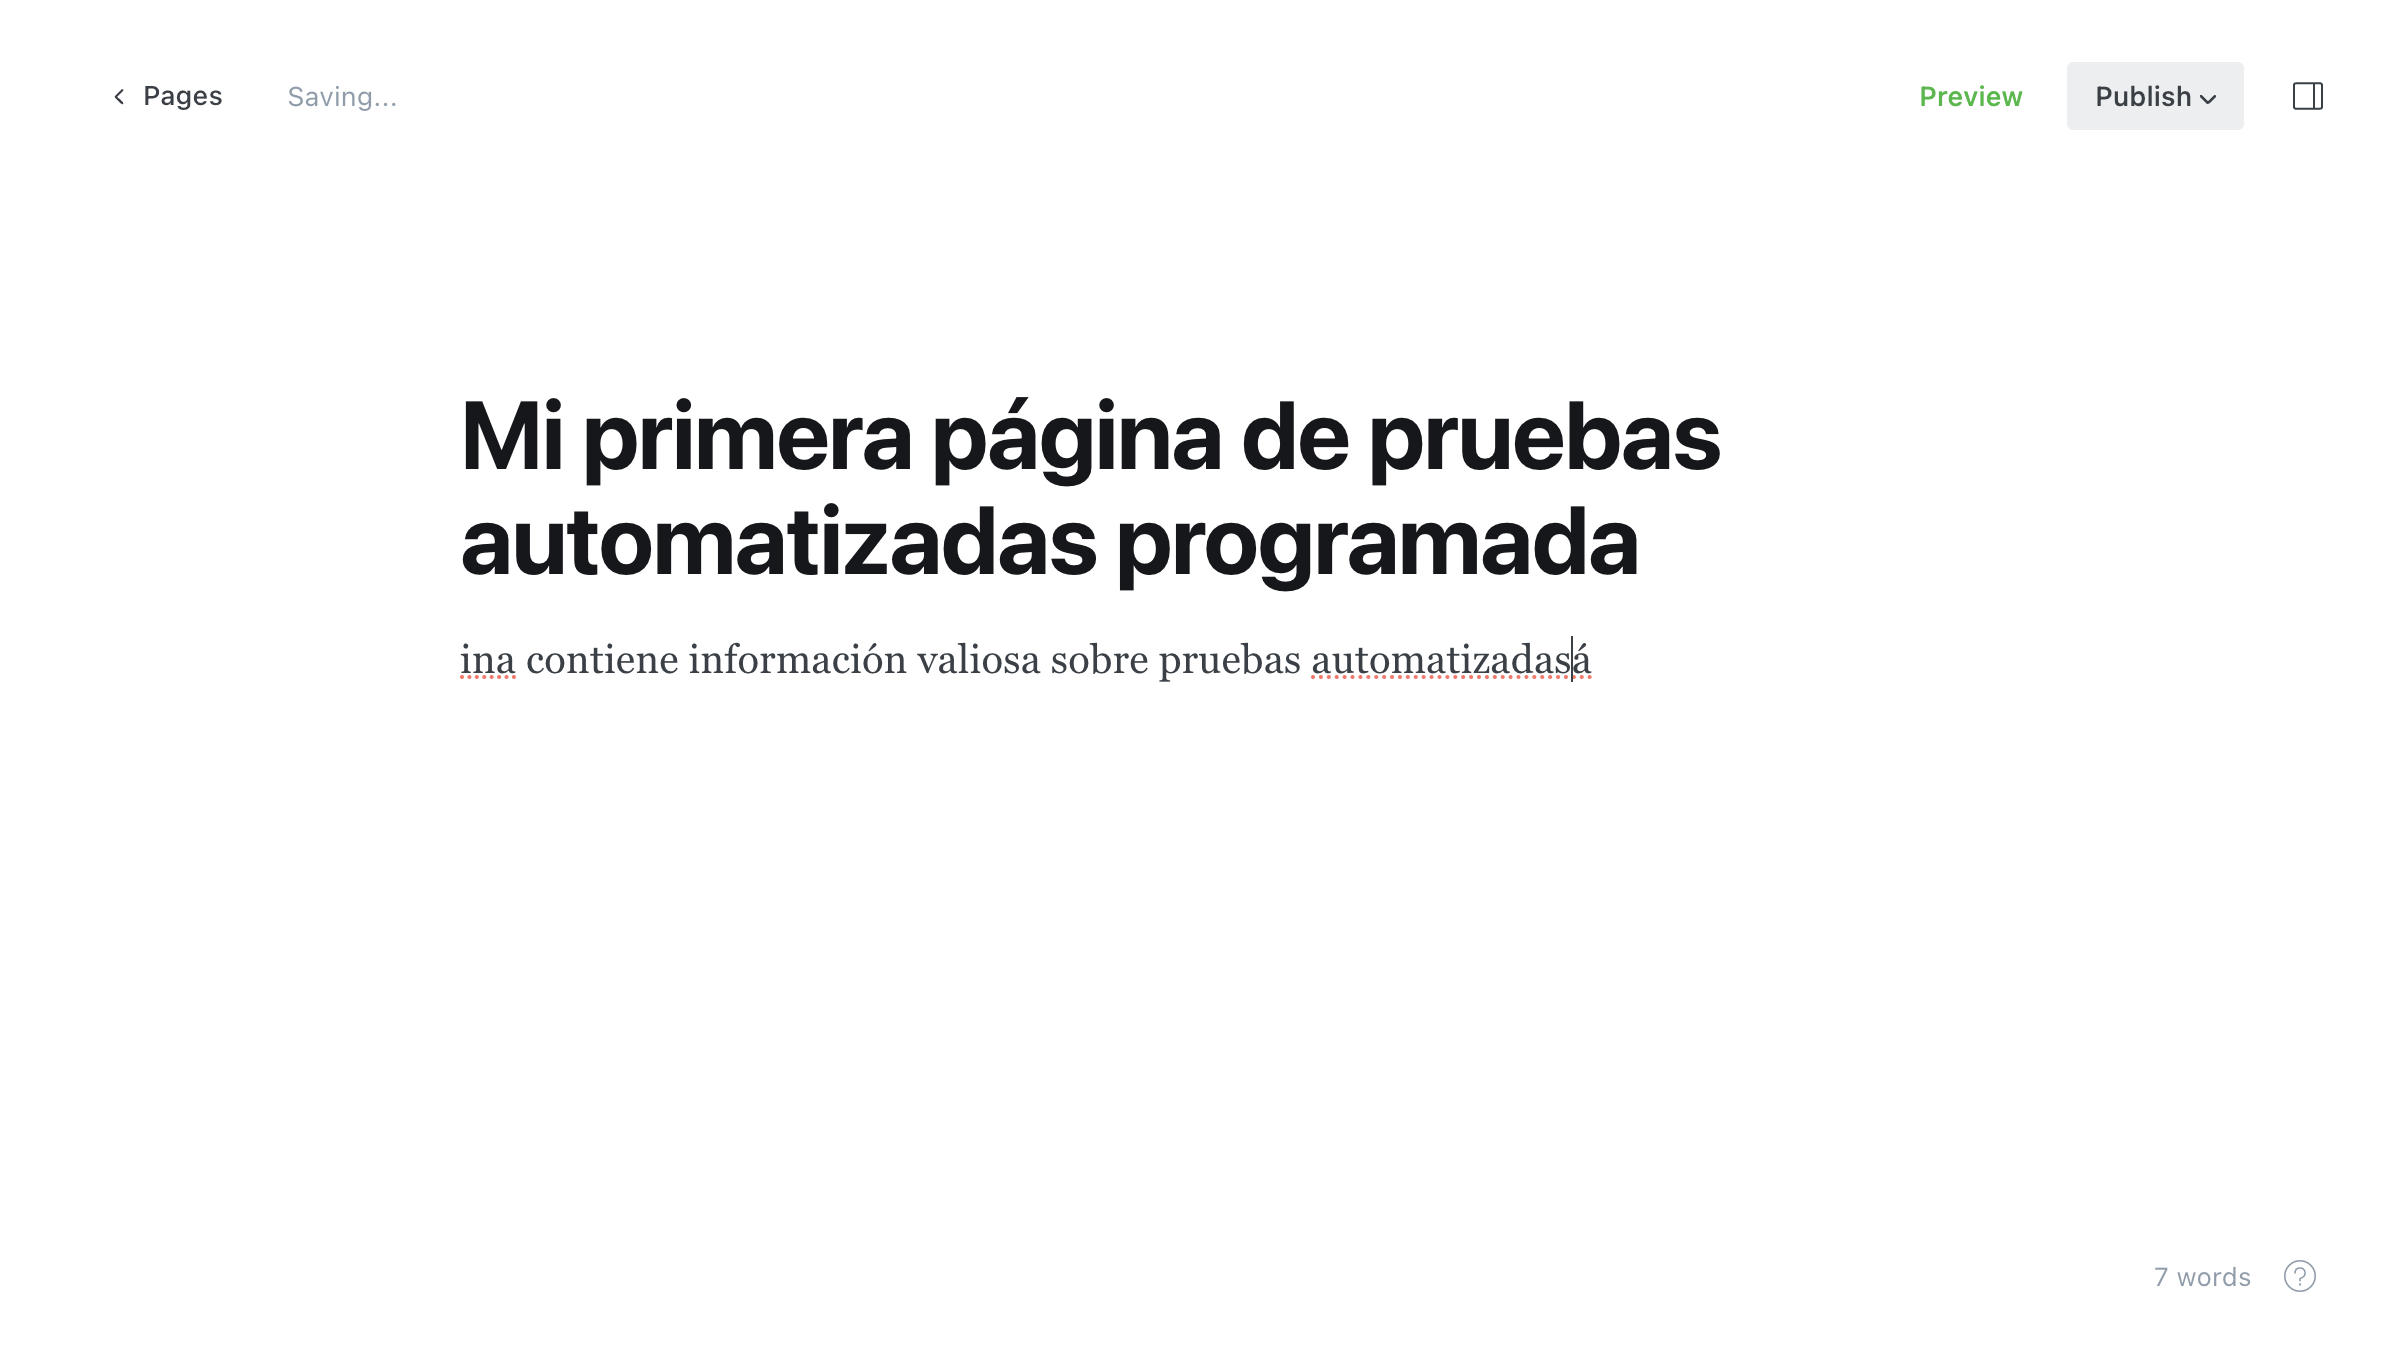 Pages
Saving...
Preview
Publish
Mi primera página de pruebas
automatizadas programada
ina contiene información valiosa sobre pruebas automatizadasá
7 words
?